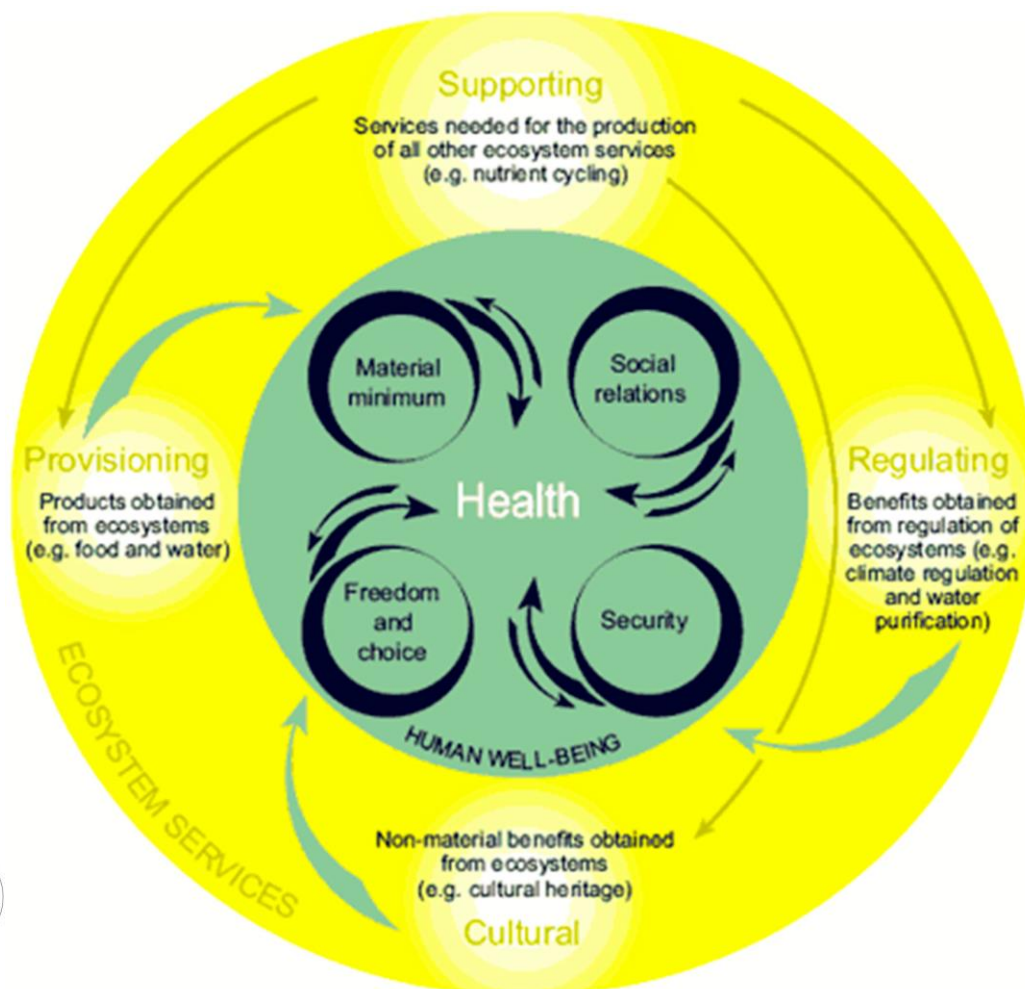 Supporting
Services needed for the production
of all other ecosystem services
(e.g. nutrient cycling)
Material
minimum
Social
relations
Provisioning
Products obtained
from ecosystems
(e.g. food and water)
Health
Regulating
Benefits obtained
from regulation of
ecosystems (e.g.
climate regulation
and water
purification)
Freedom
and
choice
Security
HUMAN WELL-BEING
ECOSYSTEM SERVICES
Non-material benefits obtained
from ecosystems
(e.g. cultural heritage)
Cultural